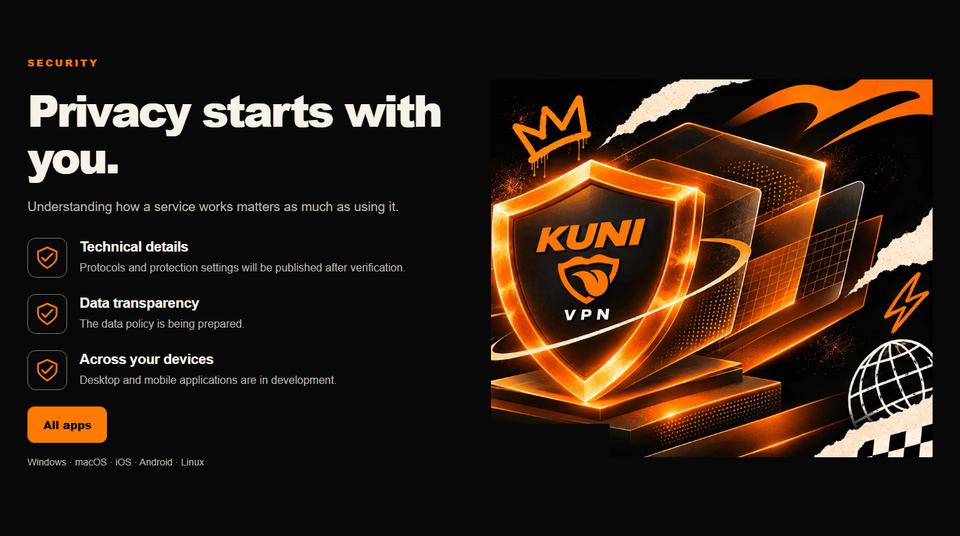 SECURITY
Privacy starts with
you.
Understanding how a service works matters as much as using it.
Technical details
Protocols and protection settings will be published after verification.
Data transparency
The data policy is being prepared.
Across your devices
Desktop and mobile applications are in development.
All apps
Windows · macOS · iOS · Android · Linux
KUNI
VPN